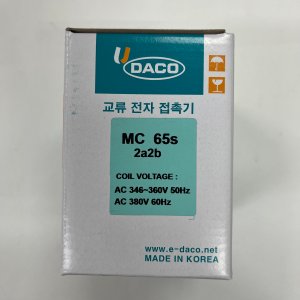 DACO
교류 전자 접촉기
MC 65s
2a2b
COIL VOLTAGE :
AC 346~360V 50Hz
AC 380V 60Hz
www.e-daco.net
MADE IN KOREA